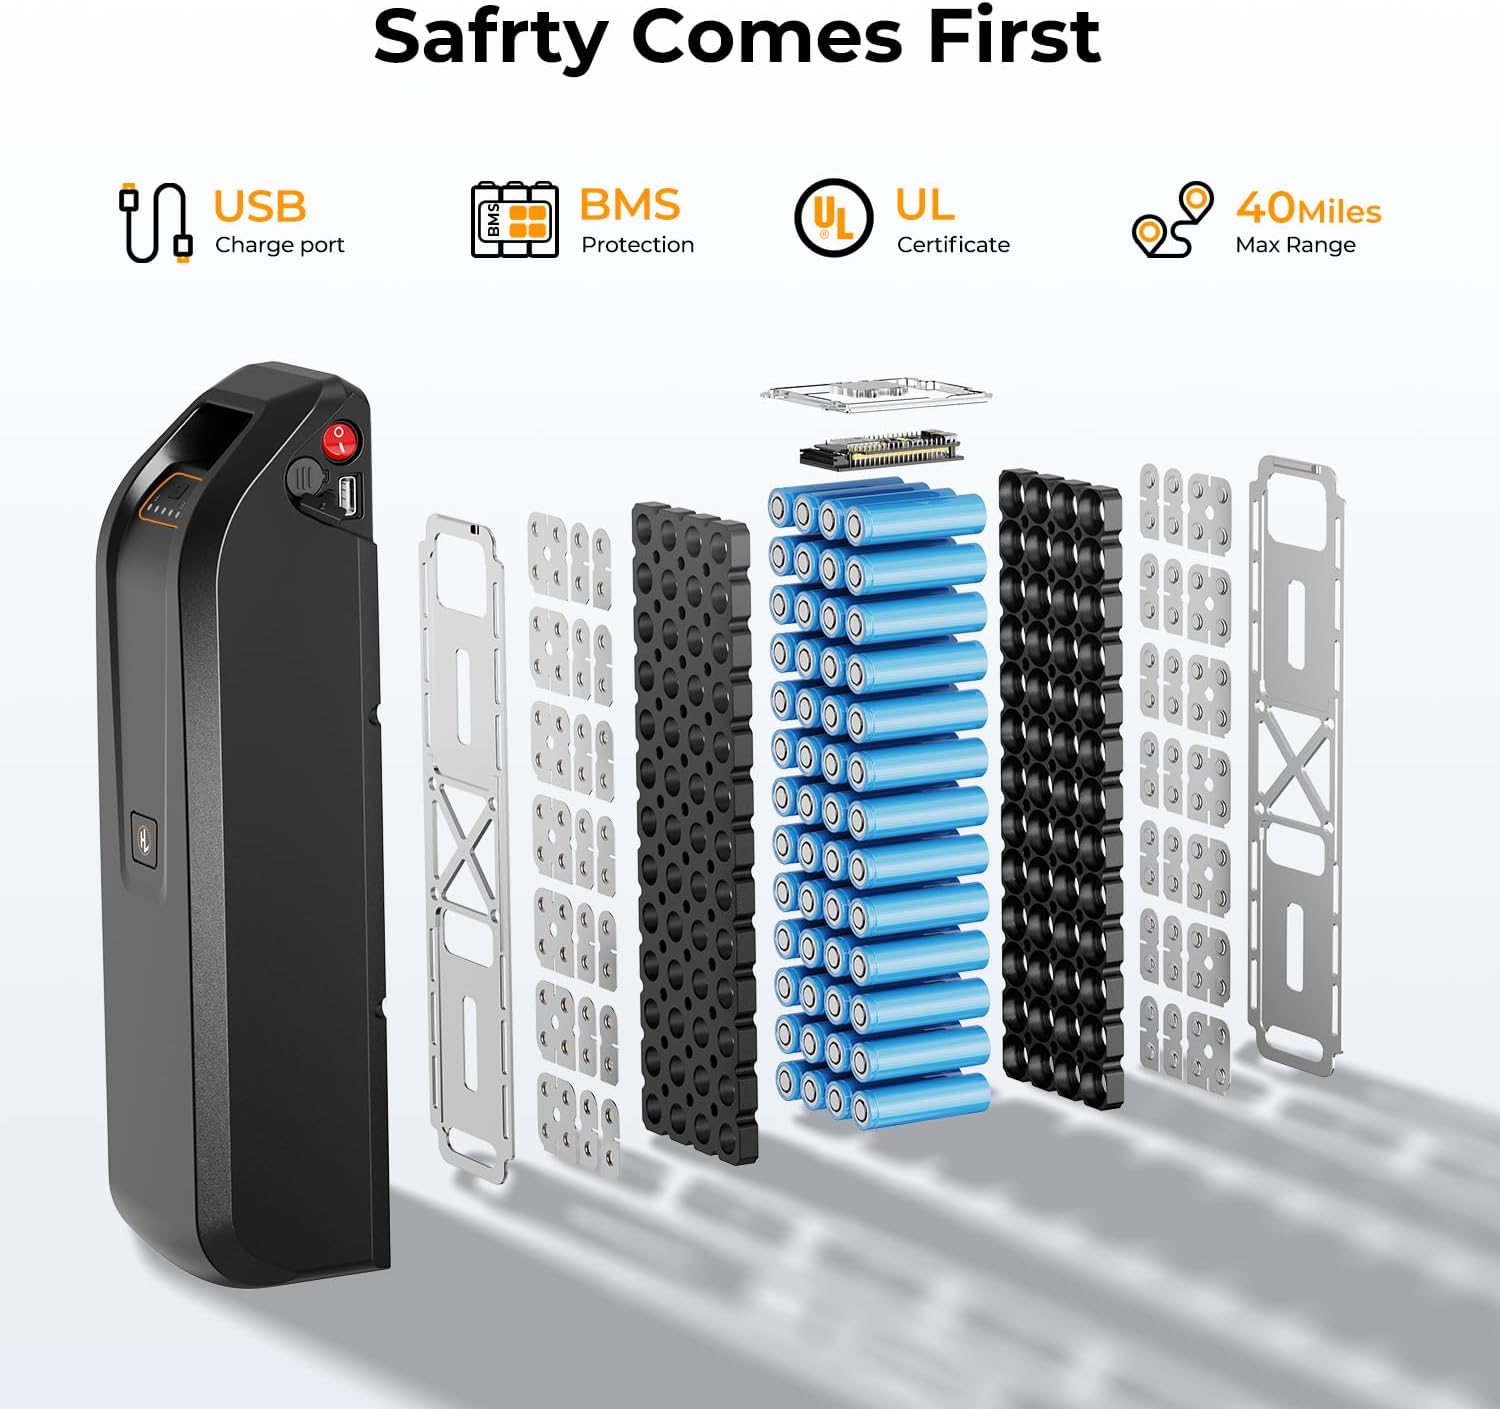 Safrty Comes First
USB
Charge port
BMS
BMS
Protection
UL
UL
Certificate
40Miles
Max Range